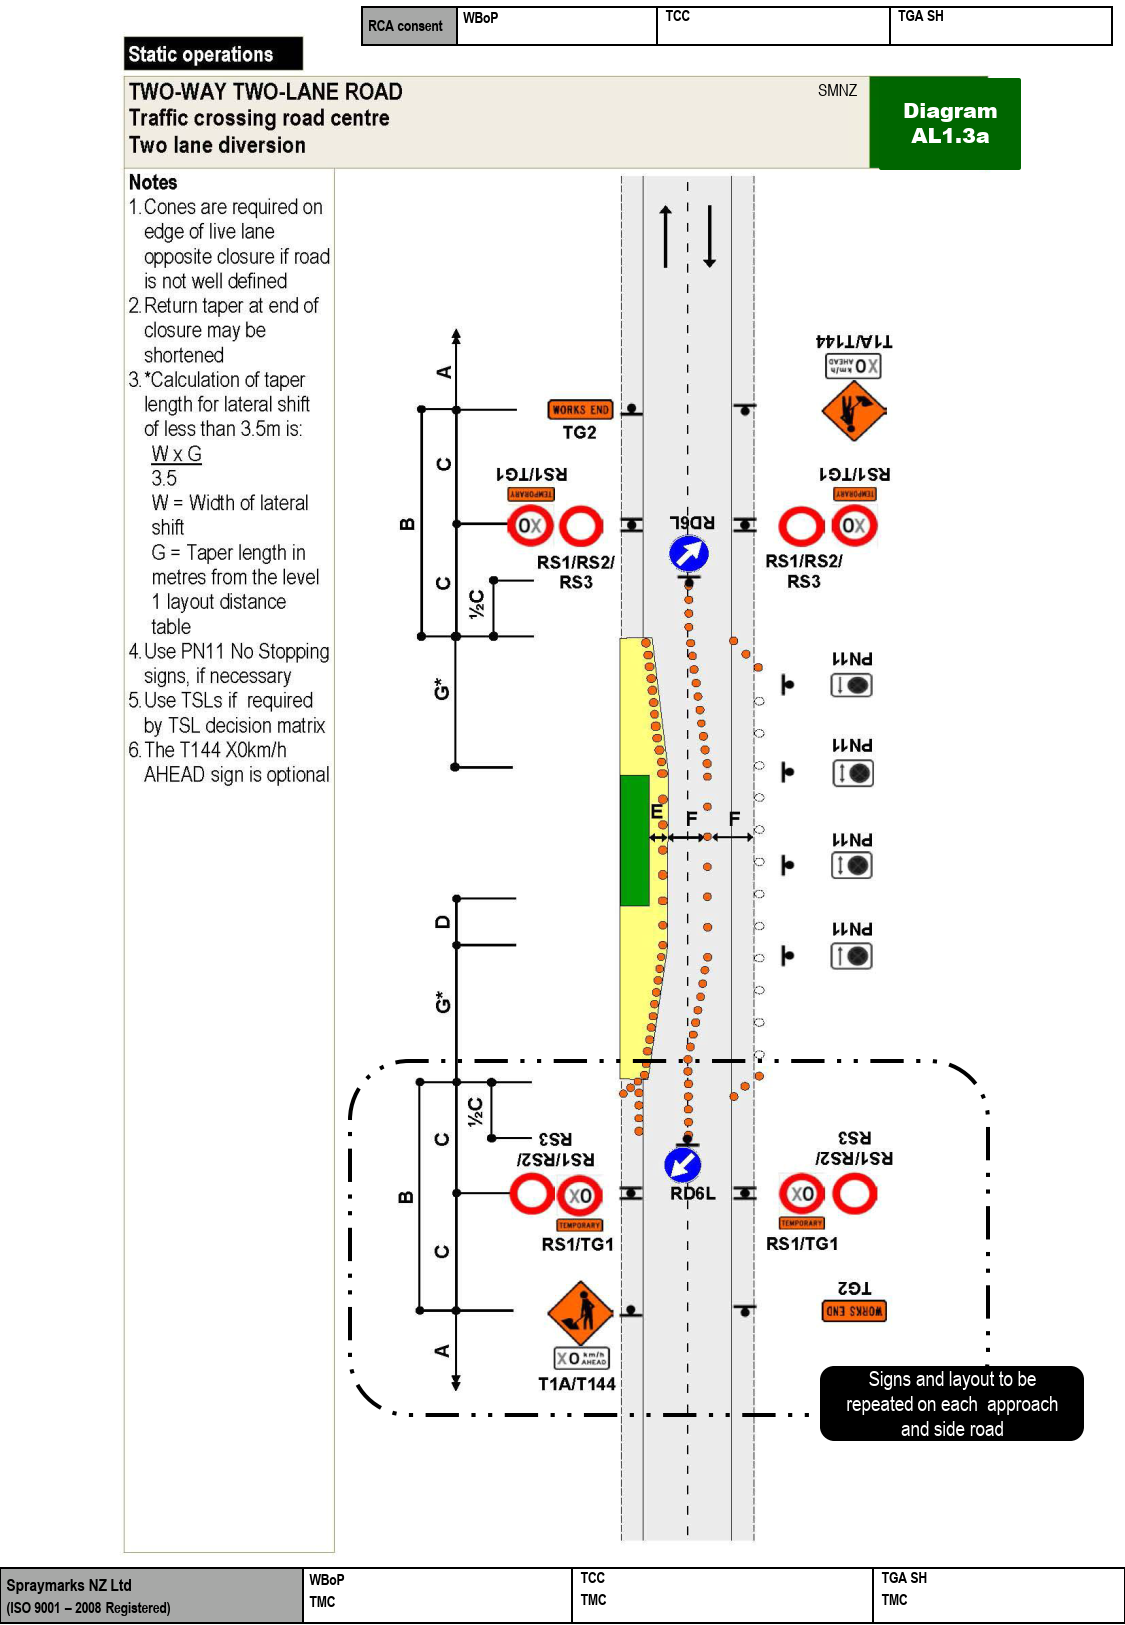 RCA consent
WBoP
TCC
TGA SH
Static operations
TWO-WAY TWO-LANE ROAD
Traffic crossing road centre
Two lane diversion
SMNZ
Diagram
AL1.3a
Notes
1. Cones are required on
edge of live lane
opposite closure if road
is not well defined
2. Return taper at end of
closure may be
shortened
3. *Calculation of taper
length for lateral shift
of less than 3.5m is:
W x G
3.5
W = Width of lateral
shift
G = Taper length in
metres from the level
1 layout distance
table
4. Use PN11 No Stopping
signs, if necessary
5. Use TSLs if required
by TSL decision matrix
6. The T144 X0km/h
AHEAD sign is optional
T1A/T144
X0 km/h
AHEAD
A
WORKS END
TG2
C
RS1/TG1
RS1/TG1
TEMPORARY
TEMPORARY
B
X0
RD6L
X0
RS1/RS2/
RS3
RS1/RS2/
RS3
C
½C
PN11
G*
PN11
E
F
F
PN11
D
PN11
G*
½C
C
RS1/RS2/
RS3
RS1/RS2/
RS3
B
X0
RD6L
X0
TEMPORARY
TEMPORARY
RS1/TG1
RS1/TG1
C
TG2
WORKS END
A
X0 km/h
AHEAD
T1A/T144
Signs and layout to be
repeated on each approach
and side road
Spraymarks NZ Ltd
(ISO 9001 – 2008 Registered)
WBoP
TMC
TCC
TMC
TGA SH
TMC